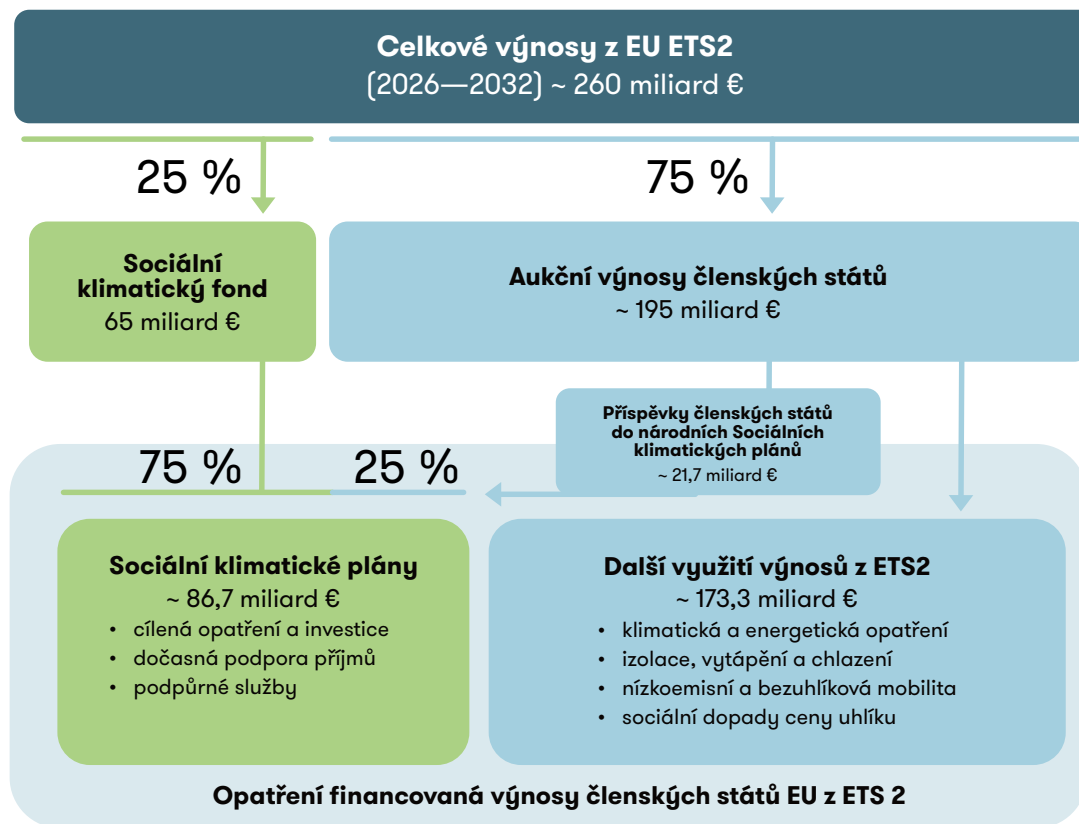 Celkové výnosy z EU ETS2
(2026—2032) ~ 260 miliard €
25 %
75 %
Sociální
klimatický fond
65 miliard €
Aukční výnosy členských států
~ 195 miliard €
Příspěvky členských států
do národních Sociálních
klimatických plánů
~ 21,7 miliard €
75 %
25 %
Sociální klimatické plány
~ 86,7 miliard €
• cílená opatření a investice
• dočasná podpora příjmů
• podpůrné služby
Další využití výnosů z ETS2
~ 173,3 miliard €
• klimatická a energetická opatření
• izolace, vytápění a chlazení
• nízkoemisní a bezuhlíková mobilita
• sociální dopady ceny uhlíku
Opatření financovaná výnosy členských států EU z ETS 2